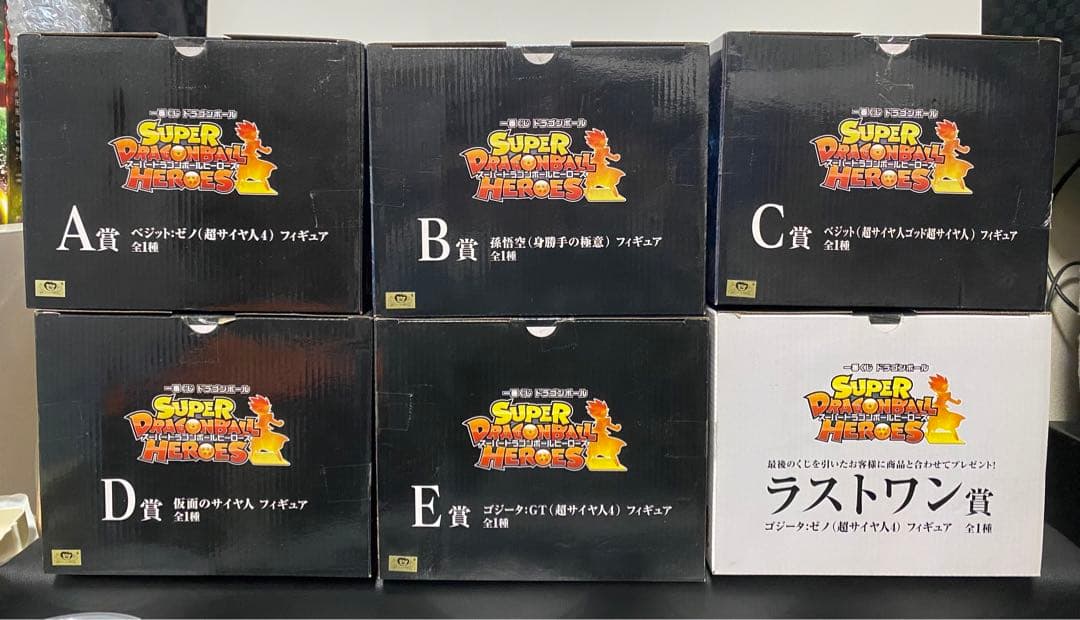 一番くじ ドラゴンボール
SUPER
DRAGONBALL
スーパードラゴンボールヒーローズ
HEROES
A賞 ベジット:ゼノ(超サイヤ人4) フィギュア
全1種
一番くじ ドラゴンボール
SUPER
DRAGONBALL
スーパードラゴンボールヒーローズ
HEROES
B賞 孫悟空(身勝手の極意) フィギュア
全1種
一番くじ ドラゴンボール
SUPER
DRAGONBALL
スーパードラゴンボールヒーローズ
HEROES
C賞 ベジット(超サイヤ人ゴッド超サイヤ人) フィギュア
全1種
一番くじ ドラゴンボール
SUPER
DRAGONBALL
スーパードラゴンボールヒーローズ
HEROES
D賞 仮面のサイヤ人 フィギュア
全1種
一番くじ ドラゴンボール
SUPER
DRAGONBALL
スーパードラゴンボールヒーローズ
HEROES
E賞 ゴジータ:GT(超サイヤ人4) フィギュア
全1種
一番くじ ドラゴンボール
SUPER
DRAGONBALL
スーパードラゴンボールヒーローズ
HEROES
最後のくじを引いたお客様に商品と合わせてプレゼント!
ラストワン賞
ゴジータ:ゼノ(超サイヤ人4) フィギュア 全1種